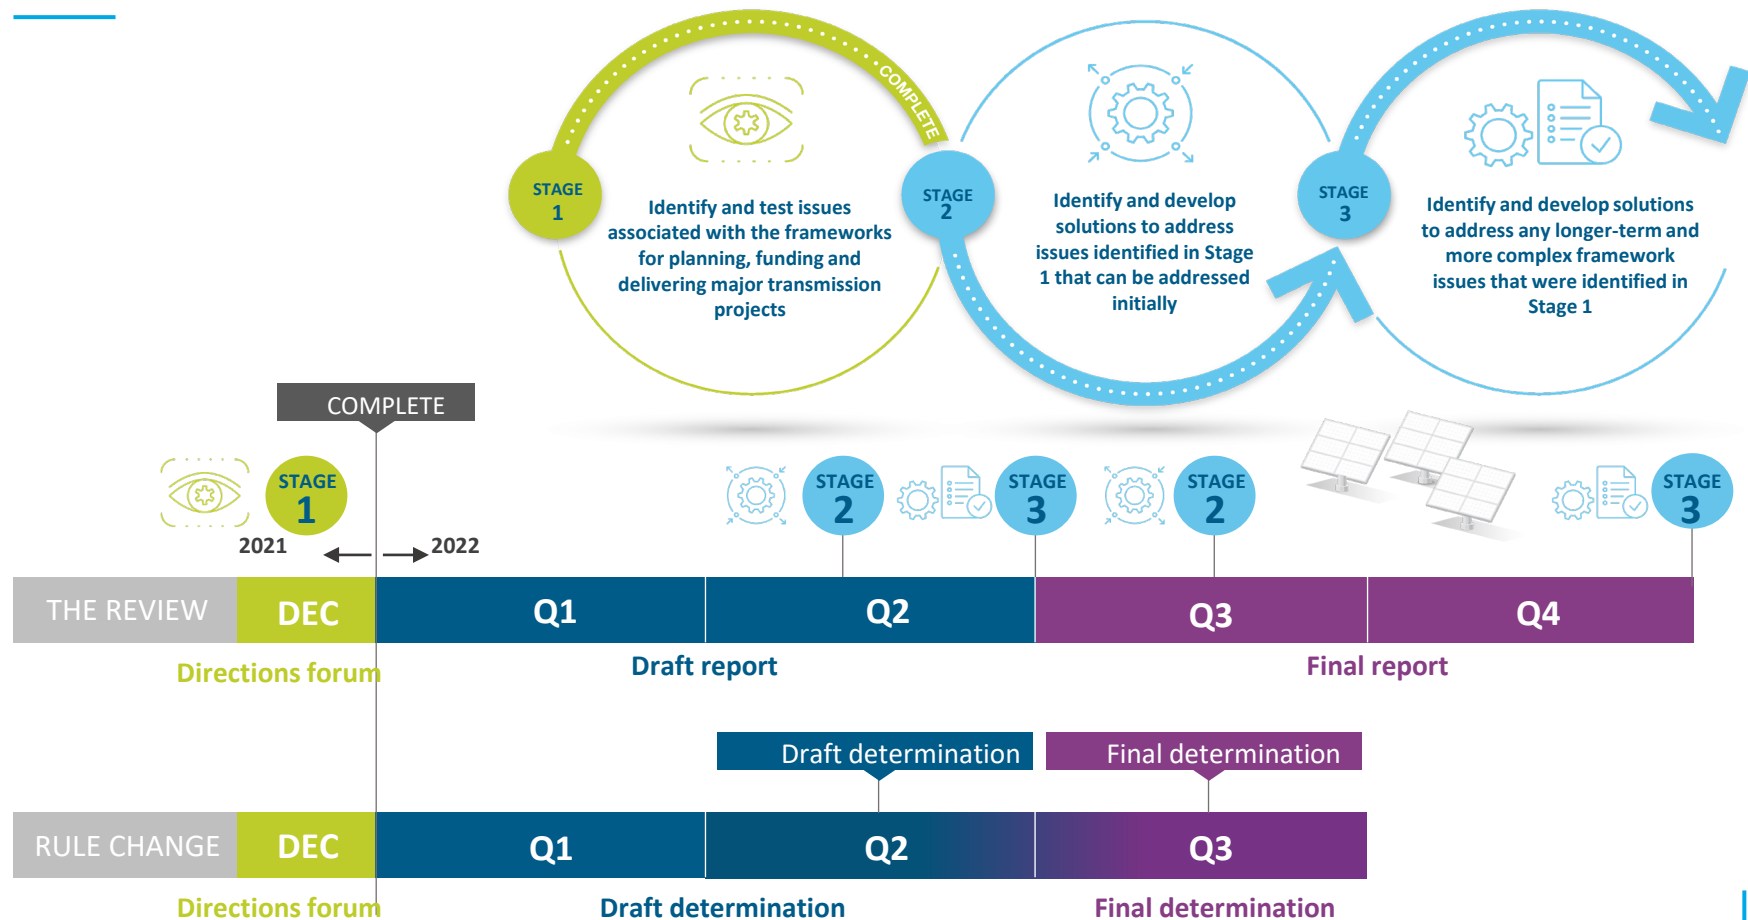 COMPLETE
STAGE
1
Identify and test issues
associated with the frameworks
for planning, funding and
delivering major transmission
projects
STAGE
2
Identify and develop
solutions to address
issues identified in Stage
1 that can be addressed
initially
STAGE
3
Identify and develop solutions
to address any longer-term and
more complex framework
issues that were identified in
Stage 1
COMPLETE
STAGE
1
STAGE
2
STAGE
3
STAGE
2
STAGE
3
2021
2022
THE REVIEW
DEC
Q1
Q2
Q3
Q4
Directions forum
Draft report
Final report
Draft determination
Final determination
RULE CHANGE
DEC
Q1
Q2
Q3
Directions forum
Draft determination
Final determination